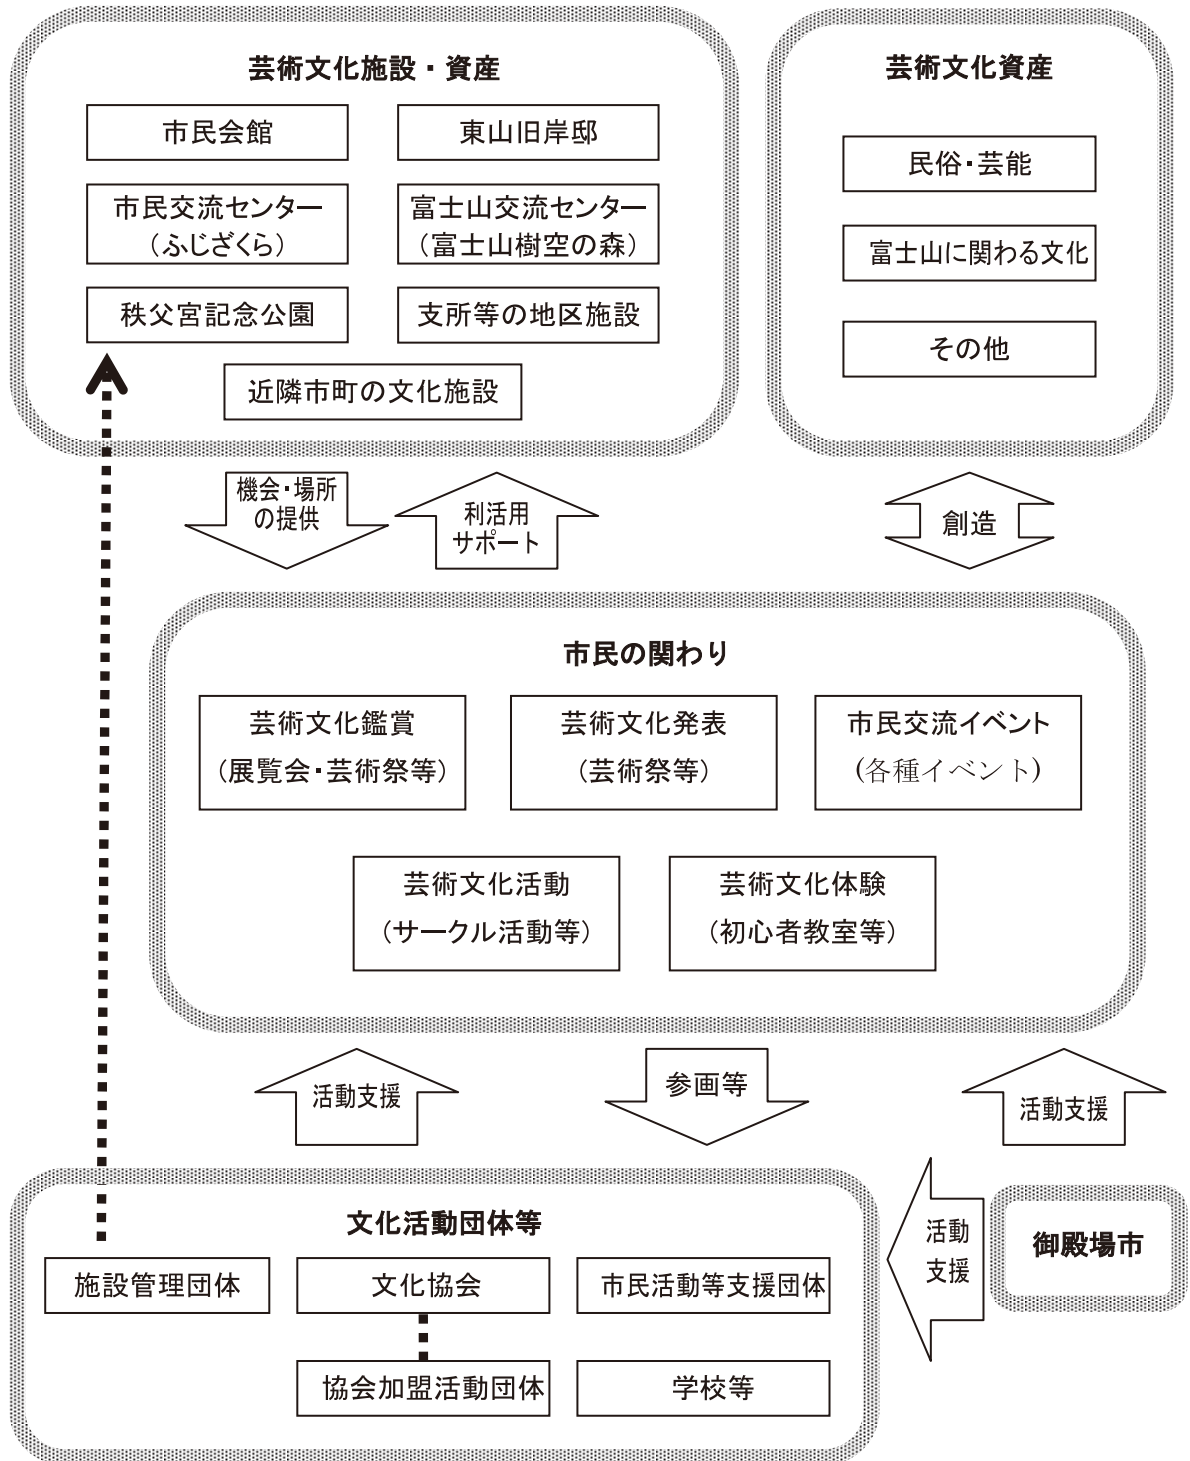 芸術文化施設・資産
市民会館
東山旧岸邸
市民交流センター
(ふじざくら)
富士山交流センター
(富士山樹空の森)
秩父宮記念公園
支所等の地区施設
近隣市町の文化施設
芸術文化資産
民俗・芸能
富士山に関わる文化
その他
機会・場所
の提供
利活用
サポート
創造
市民の関わり
芸術文化鑑賞
(展覧会・芸術祭等)
芸術文化発表
(芸術祭等)
市民交流イベント
(各種イベント)
芸術文化活動
(サークル活動等)
芸術文化体験
(初心者教室等)
活動支援
参画等
活動支援
文化活動団体等
施設管理団体
文化協会
市民活動等支援団体
協会加盟活動団体
学校等
活動
支援
御殿場市